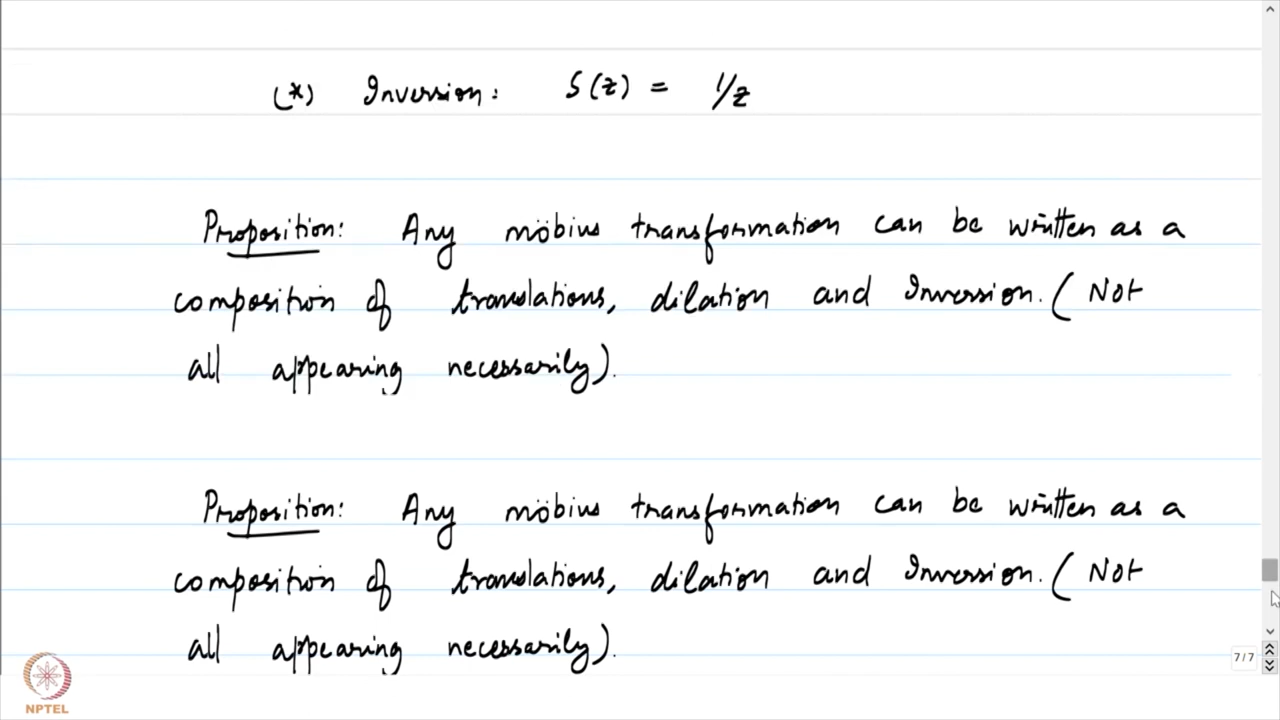 (*) Inversion: S(z) = 1/z
Proposition: Any möbius transformation can be written as a
composition of translations, dilation and Inversion. (Not
all appearing necessarily).
Proposition: Any möbius transformation can be written as a
composition of translations, dilation and Inversion. (Not
all appearing necessarily).
7/7
NPTEL